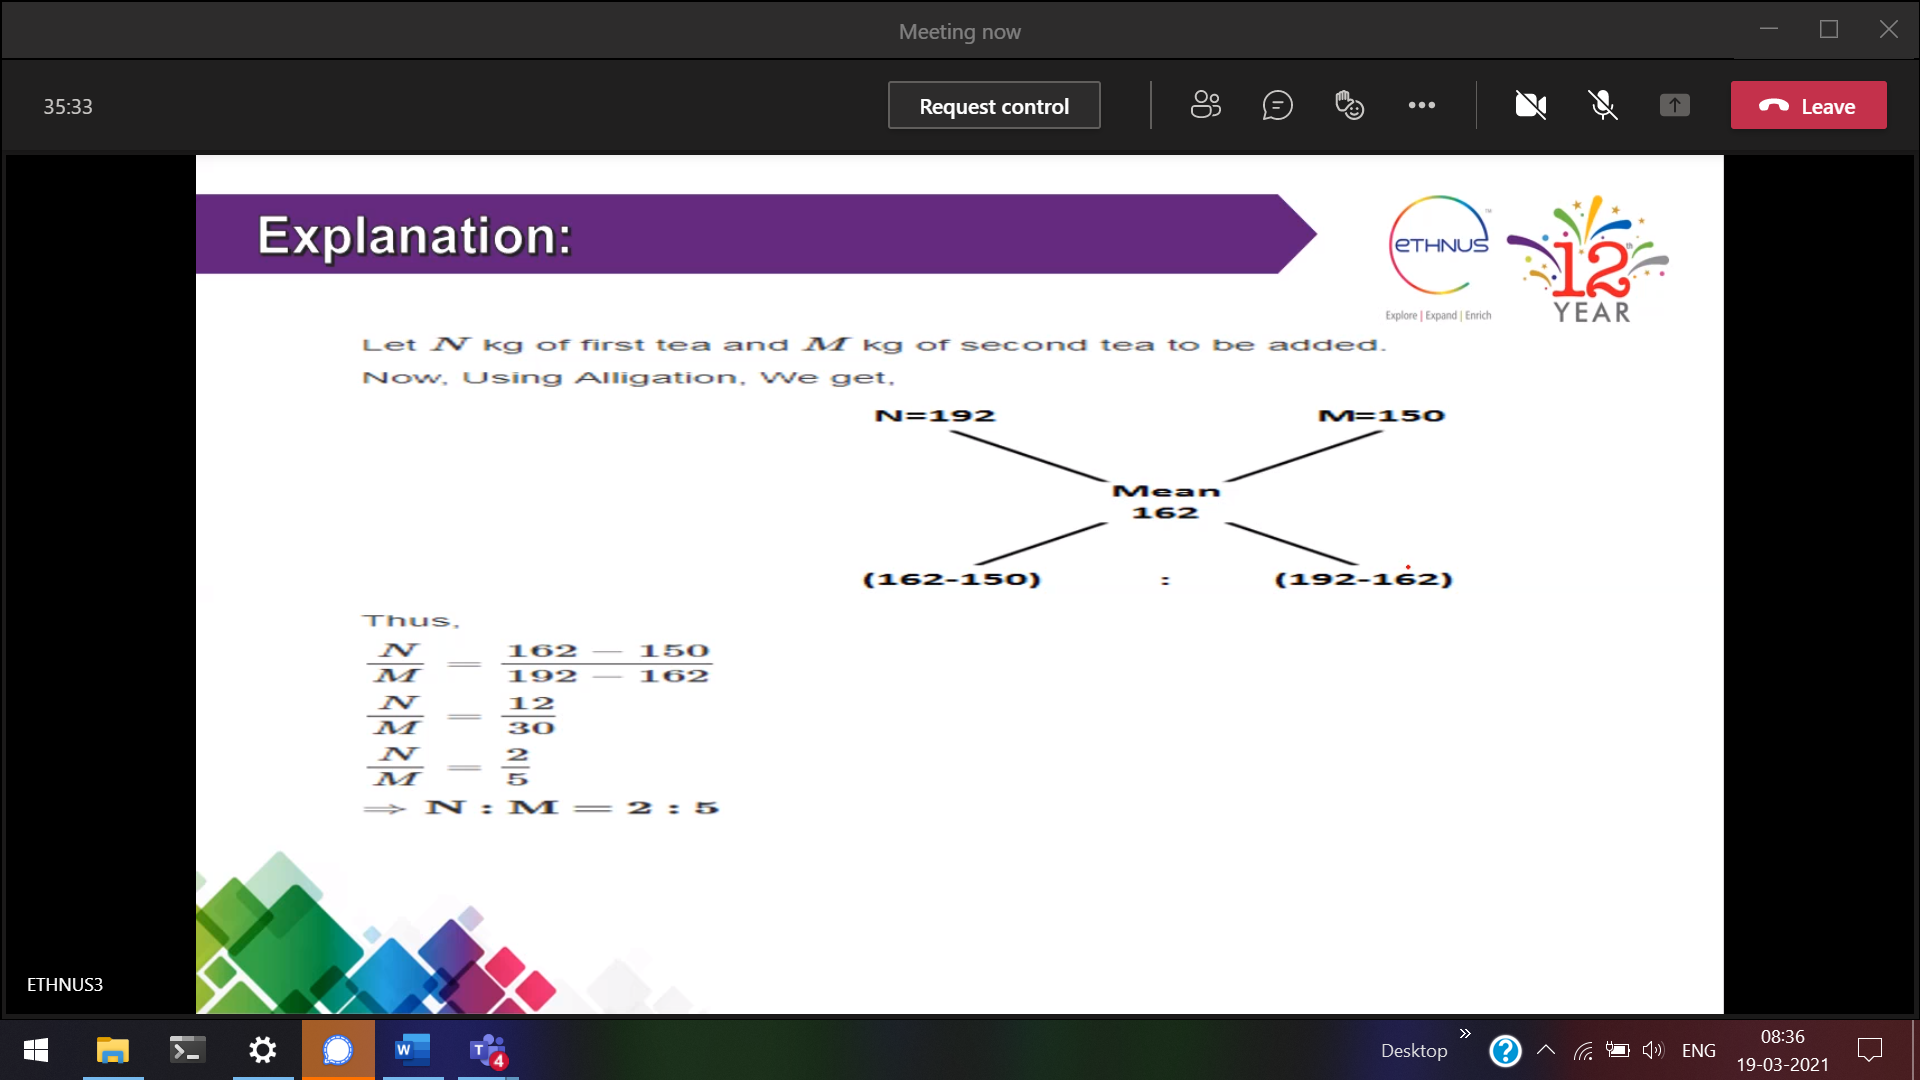 Meeting now
35:33
Request control
Leave
Explanation:
eTHNUS
TM
Explore | Expand | Enrich
12th
YEAR
Let N kg of first tea and M kg of second tea to be added.
Now, Using Alligation, We get,
N=192 M=150
Mean
162
(162-150) : (192-162)
Thus,
N/M = 162 − 150/192 − 162
N/M = 12/30
N/M = 2/5
⇒ N : M = 2 : 5
ETHNUS3
W
T
4
Desktop
»
?
ENG
08:36
19-03-2021